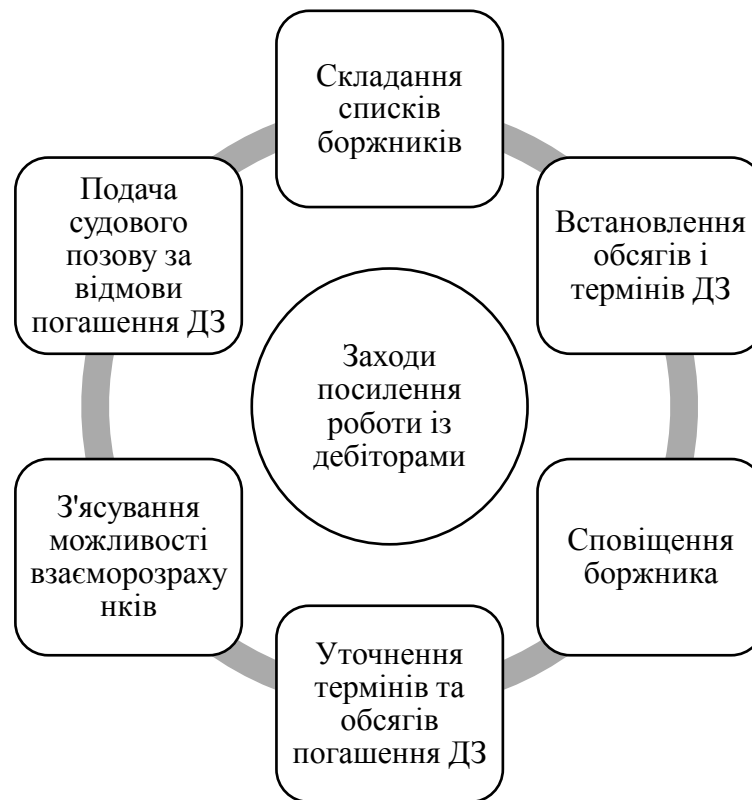 Складання
списків
боржників
Встановлення
обсягів і
термінів ДЗ
Сповіщення
боржника
Уточнення
термінів та
обсягів
погашення ДЗ
З'ясування
можливості
взаєморозраху
нків
Подача
судового
позову за
відмови
погашення ДЗ
Заходи
посилення
роботи із
дебіторами